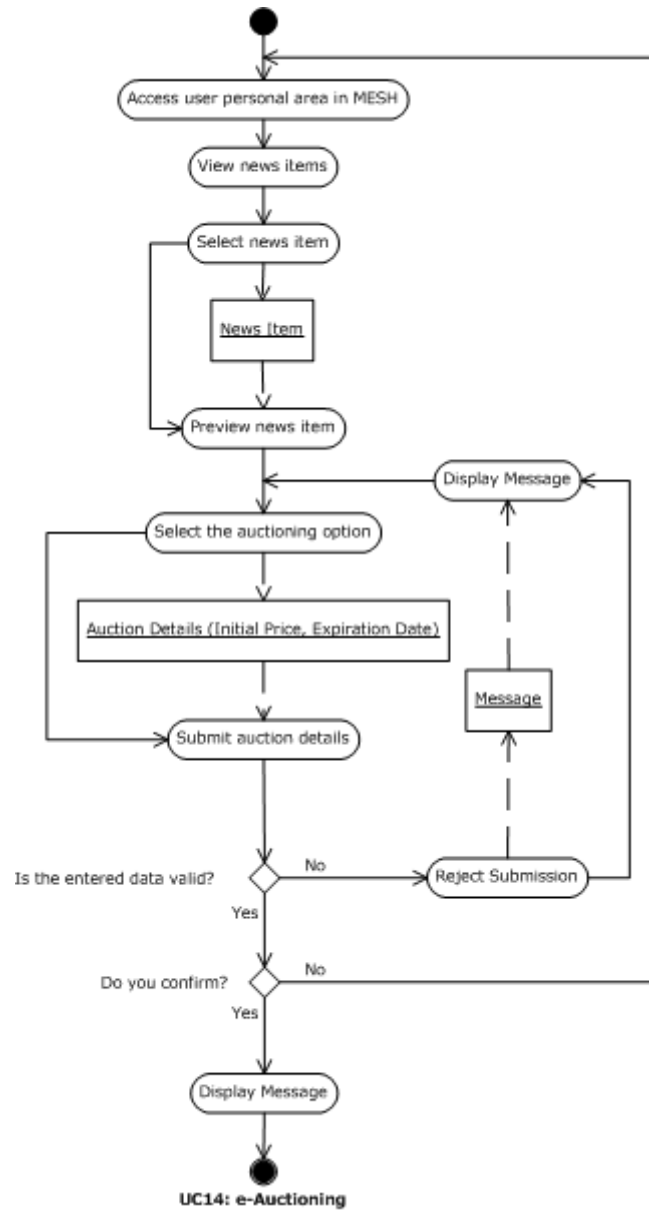 Access user personal area in MESH
View news items
Select news item
News Item
Preview news item
Display Message
Select the auctioning option
Auction Details (Initial Price, Expiration Date)
Message
Submit auction details
Is the entered data valid?
No
Reject Submission
Yes
Do you confirm?
No
Yes
Display Message
UC14: e-Auctioning